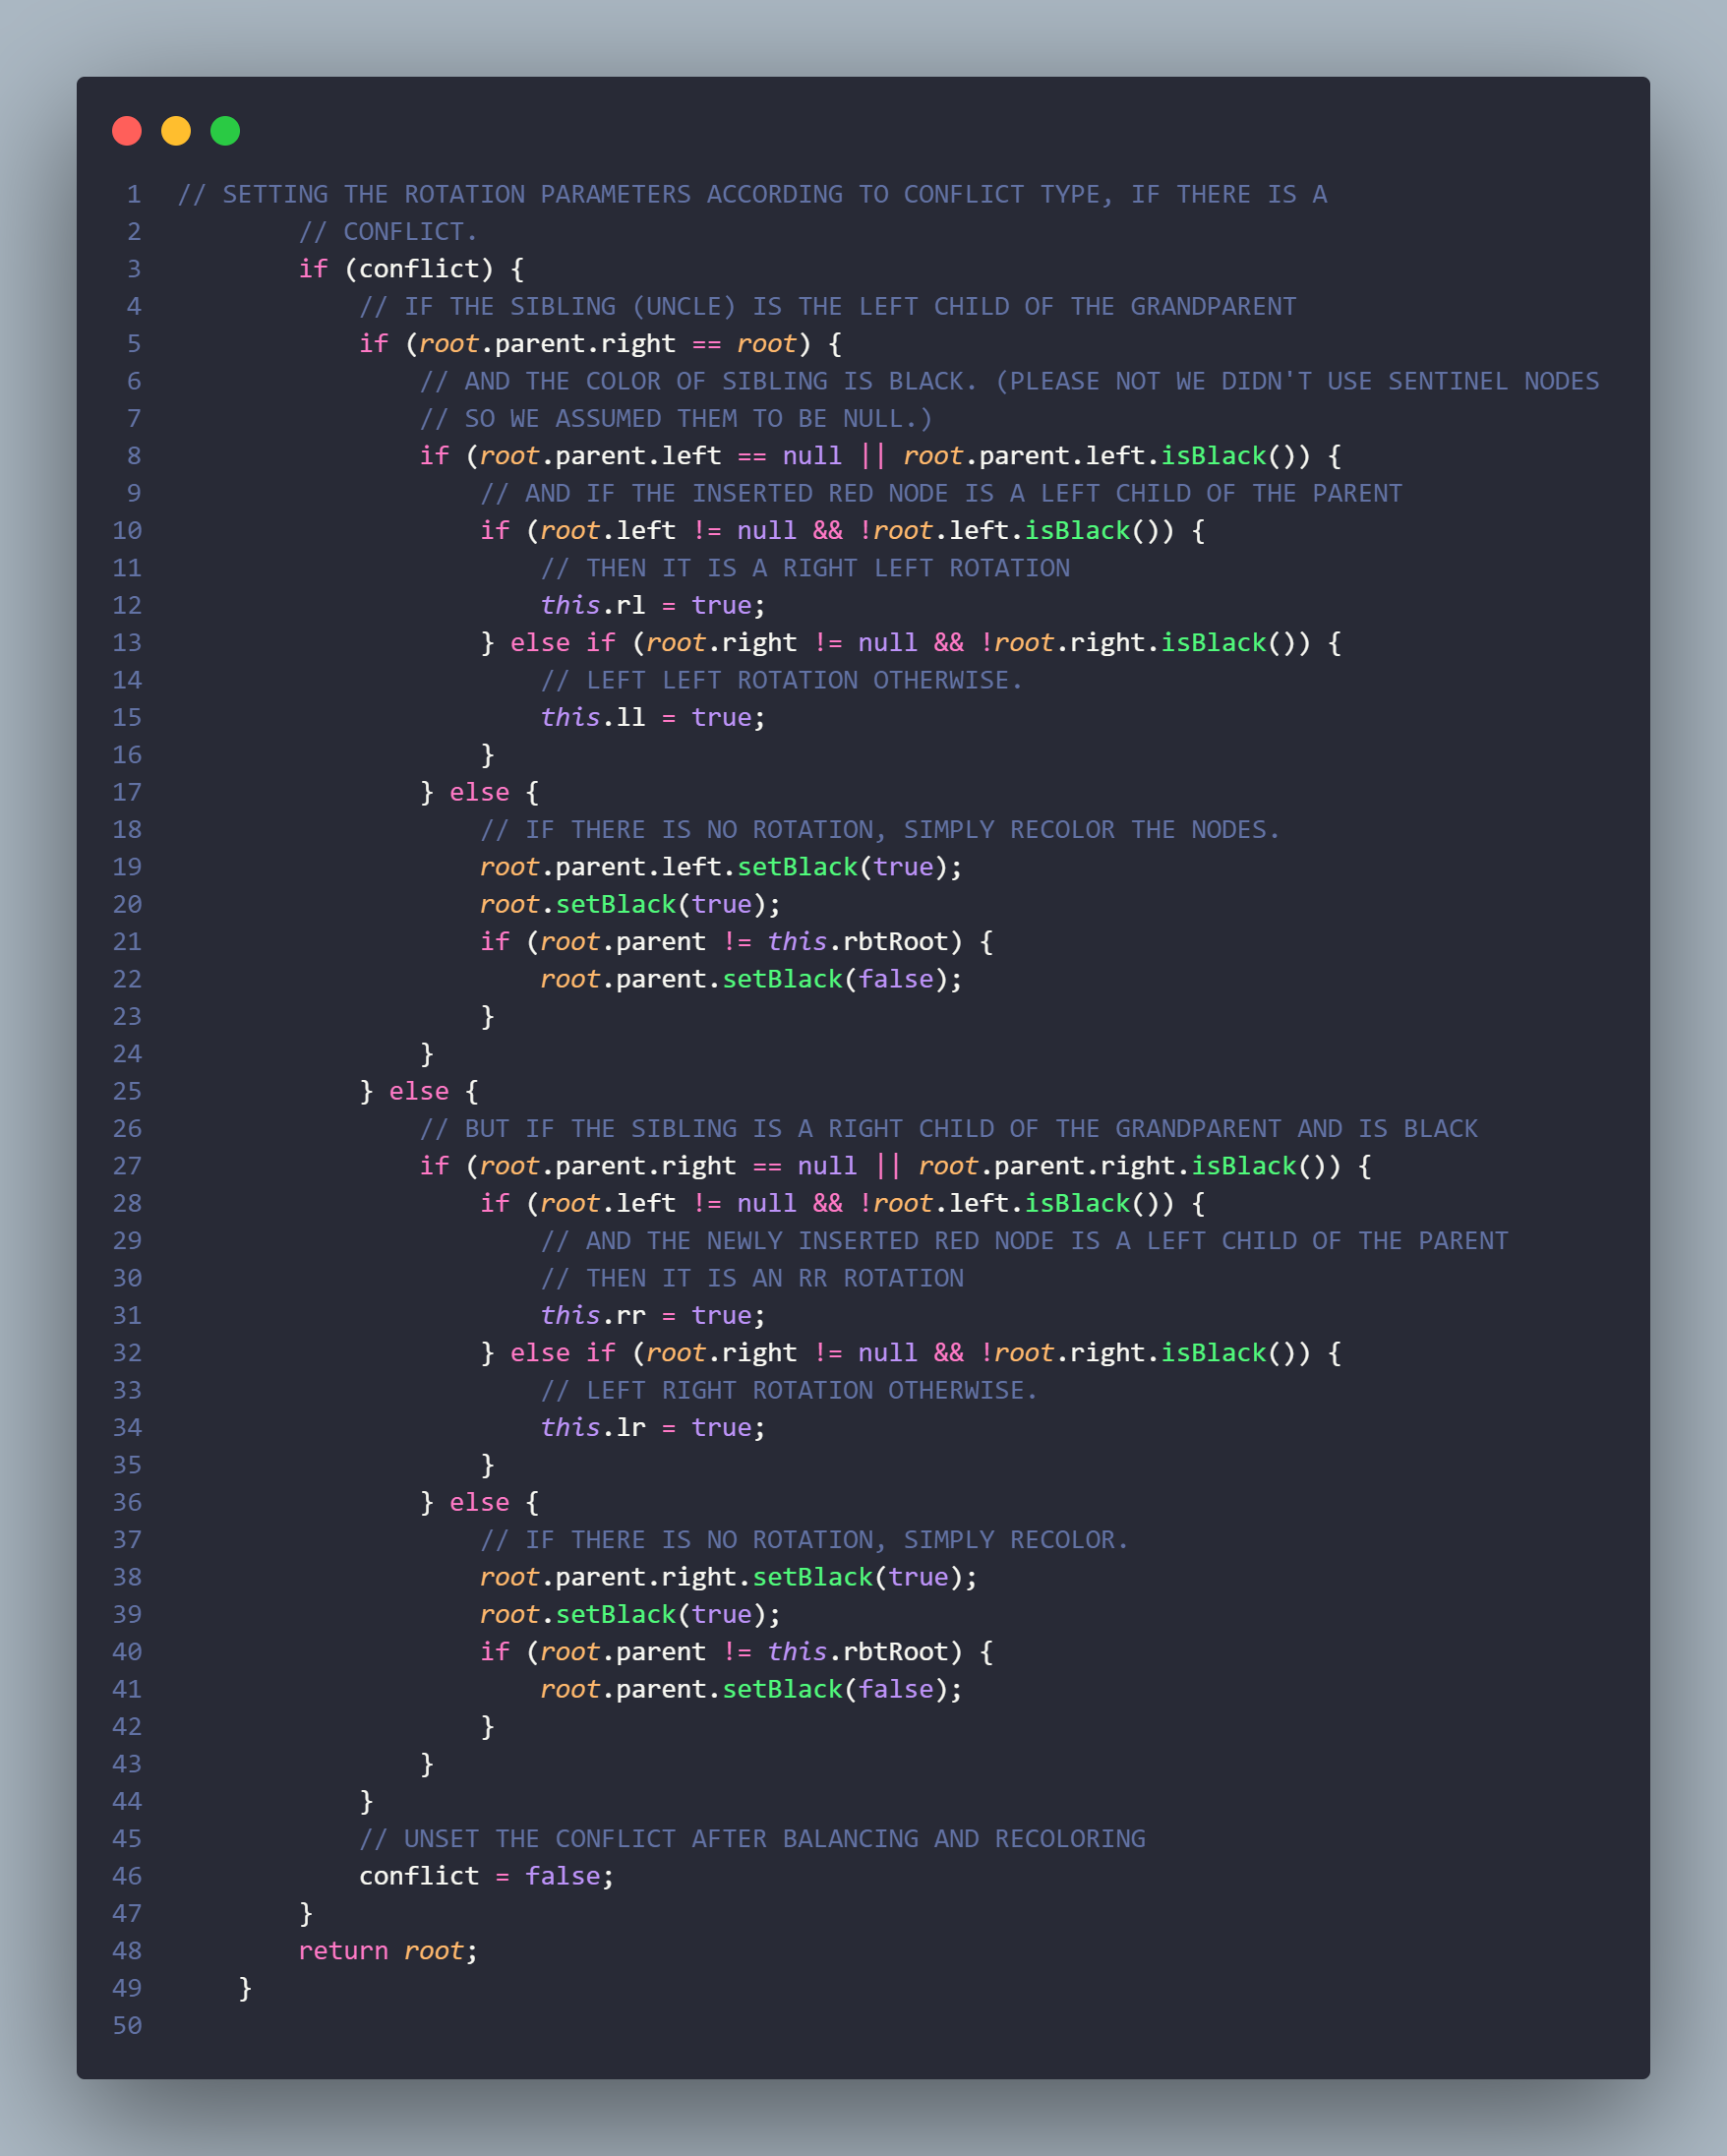 1 // SETTING THE ROTATION PARAMETERS ACCORDING TO CONFLICT TYPE, IF THERE IS A
2         // CONFLICT.
3         if (conflict) {
4             // IF THE SIBLING (UNCLE) IS THE LEFT CHILD OF THE GRANDPARENT
5             if (root.parent.right == root) {
6                 // AND THE COLOR OF SIBLING IS BLACK. (PLEASE NOT WE DIDN'T USE SENTINEL NODES
7                 // SO WE ASSUMED THEM TO BE NULL.)
8                 if (root.parent.left == null || root.parent.left.isBlack()) {
9                     // AND IF THE INSERTED RED NODE IS A LEFT CHILD OF THE PARENT
10                     if (root.left != null && !root.left.isBlack()) {
11                         // THEN IT IS A RIGHT LEFT ROTATION
12                         this.rl = true;
13                     } else if (root.right != null && !root.right.isBlack()) {
14                         // LEFT LEFT ROTATION OTHERWISE.
15                         this.ll = true;
16                     }
17                 } else {
18                     // IF THERE IS NO ROTATION, SIMPLY RECOLOR THE NODES.
19                     root.parent.left.setBlack(true);
20                     root.setBlack(true);
21                     if (root.parent != this.rbtRoot) {
22                         root.parent.setBlack(false);
23                     }
24                 }
25             } else {
26                 // BUT IF THE SIBLING IS A RIGHT CHILD OF THE GRANDPARENT AND IS BLACK
27                 if (root.parent.right == null || root.parent.right.isBlack()) {
28                     if (root.left != null && !root.left.isBlack()) {
29                         // AND THE NEWLY INSERTED RED NODE IS A LEFT CHILD OF THE PARENT
30                         // THEN IT IS AN RR ROTATION
31                         this.rr = true;
32                     } else if (root.right != null && !root.right.isBlack()) {
33                         // LEFT RIGHT ROTATION OTHERWISE.
34                         this.lr = true;
35                     }
36                 } else {
37                     // IF THERE IS NO ROTATION, SIMPLY RECOLOR.
38                     root.parent.right.setBlack(true);
39                     root.setBlack(true);
40                     if (root.parent != this.rbtRoot) {
41                         root.parent.setBlack(false);
42                     }
43                 }
44             }
45             // UNSET THE CONFLICT AFTER BALANCING AND RECOLORING
46             conflict = false;
47         }
48         return root;
49     }
50